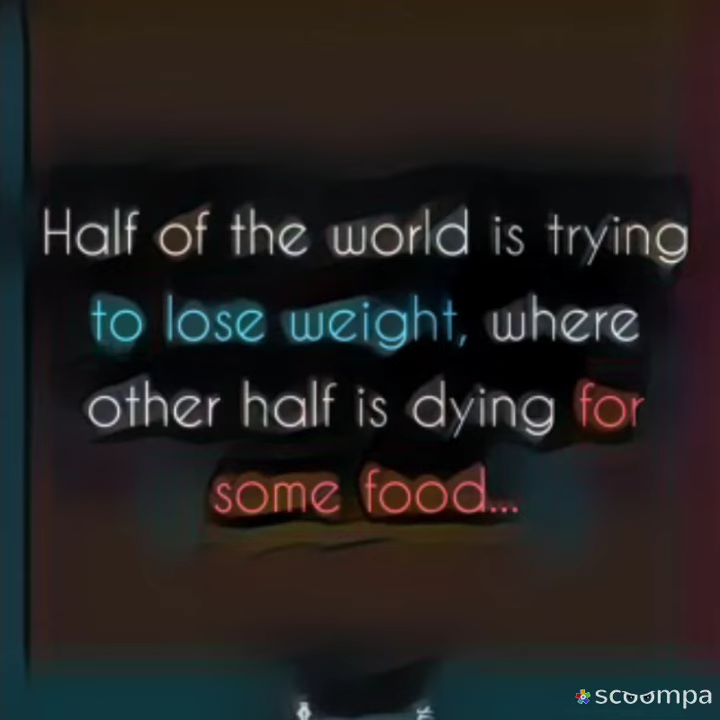 Half of the world is trying
to lose weight, where
other half is dying for
some food...
scoompa